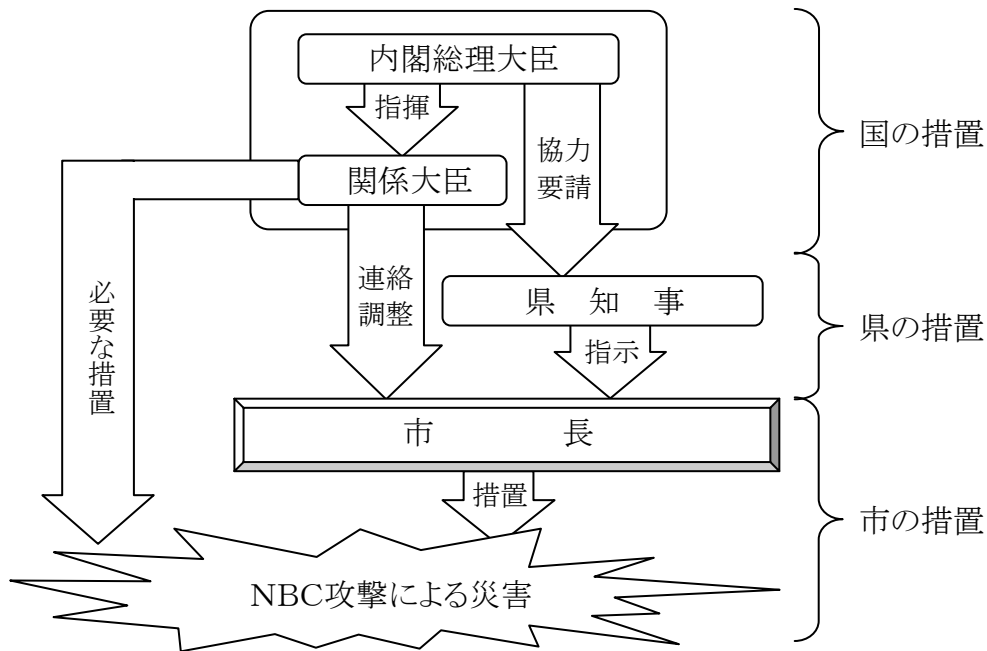 内閣総理大臣
指揮
協力
要請
国の措置
関係大臣
必要な措置
連絡
調整
県　知　事
指示
県の措置
市　　　　長
措置
市の措置
NBC攻撃による災害